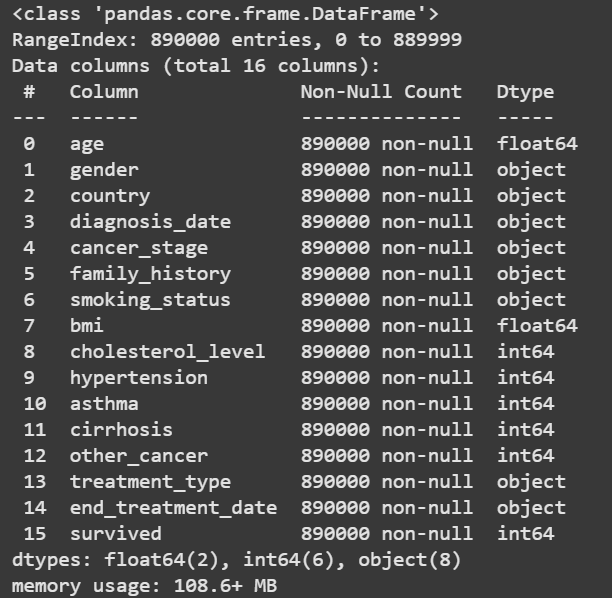 <class 'pandas.core.frame.DataFrame'>
RangeIndex: 890000 entries, 0 to 889999
Data columns (total 16 columns):
 #   Column              Non-Null Count   Dtype
---  ------              --------------   -----
 0   age                 890000 non-null  float64
 1   gender              890000 non-null  object
 2   country             890000 non-null  object
 3   diagnosis_date      890000 non-null  object
 4   cancer_stage        890000 non-null  object
 5   family_history      890000 non-null  object
 6   smoking_status      890000 non-null  object
 7   bmi                 890000 non-null  float64
 8   cholesterol_level   890000 non-null  int64
 9   hypertension        890000 non-null  int64
 10  asthma              890000 non-null  int64
 11  cirrhosis           890000 non-null  int64
 12  other_cancer        890000 non-null  int64
 13  treatment_type      890000 non-null  object
 14  end_treatment_date  890000 non-null  object
 15  survived            890000 non-null  int64
dtypes: float64(2), int64(6), object(8)
memory usage: 108.6+ MB